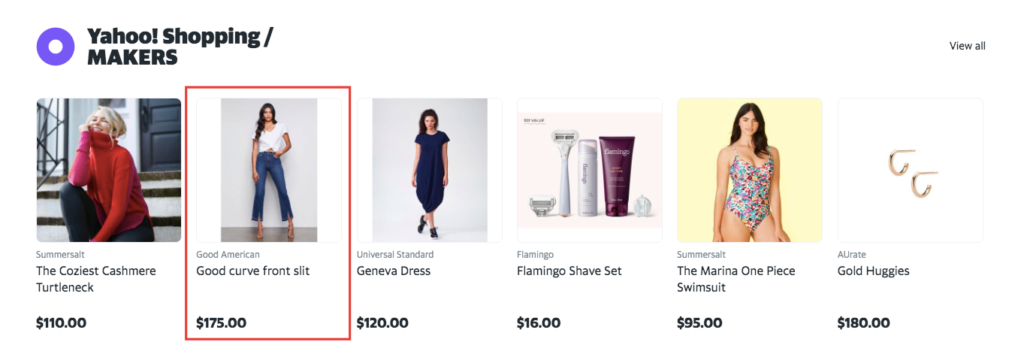 Yahoo! Shopping /
MAKERS
View all
flamingo
flamingo
Summersalt
The Coziest Cashmere
Turtleneck
$110.00
Good American
Good curve front slit
$175.00
Universal Standard
Geneva Dress
$120.00
Flamingo
Flamingo Shave Set
$16.00
Summersalt
The Marina One Piece
Swimsuit
$95.00
AUrate
Gold Huggies
$180.00